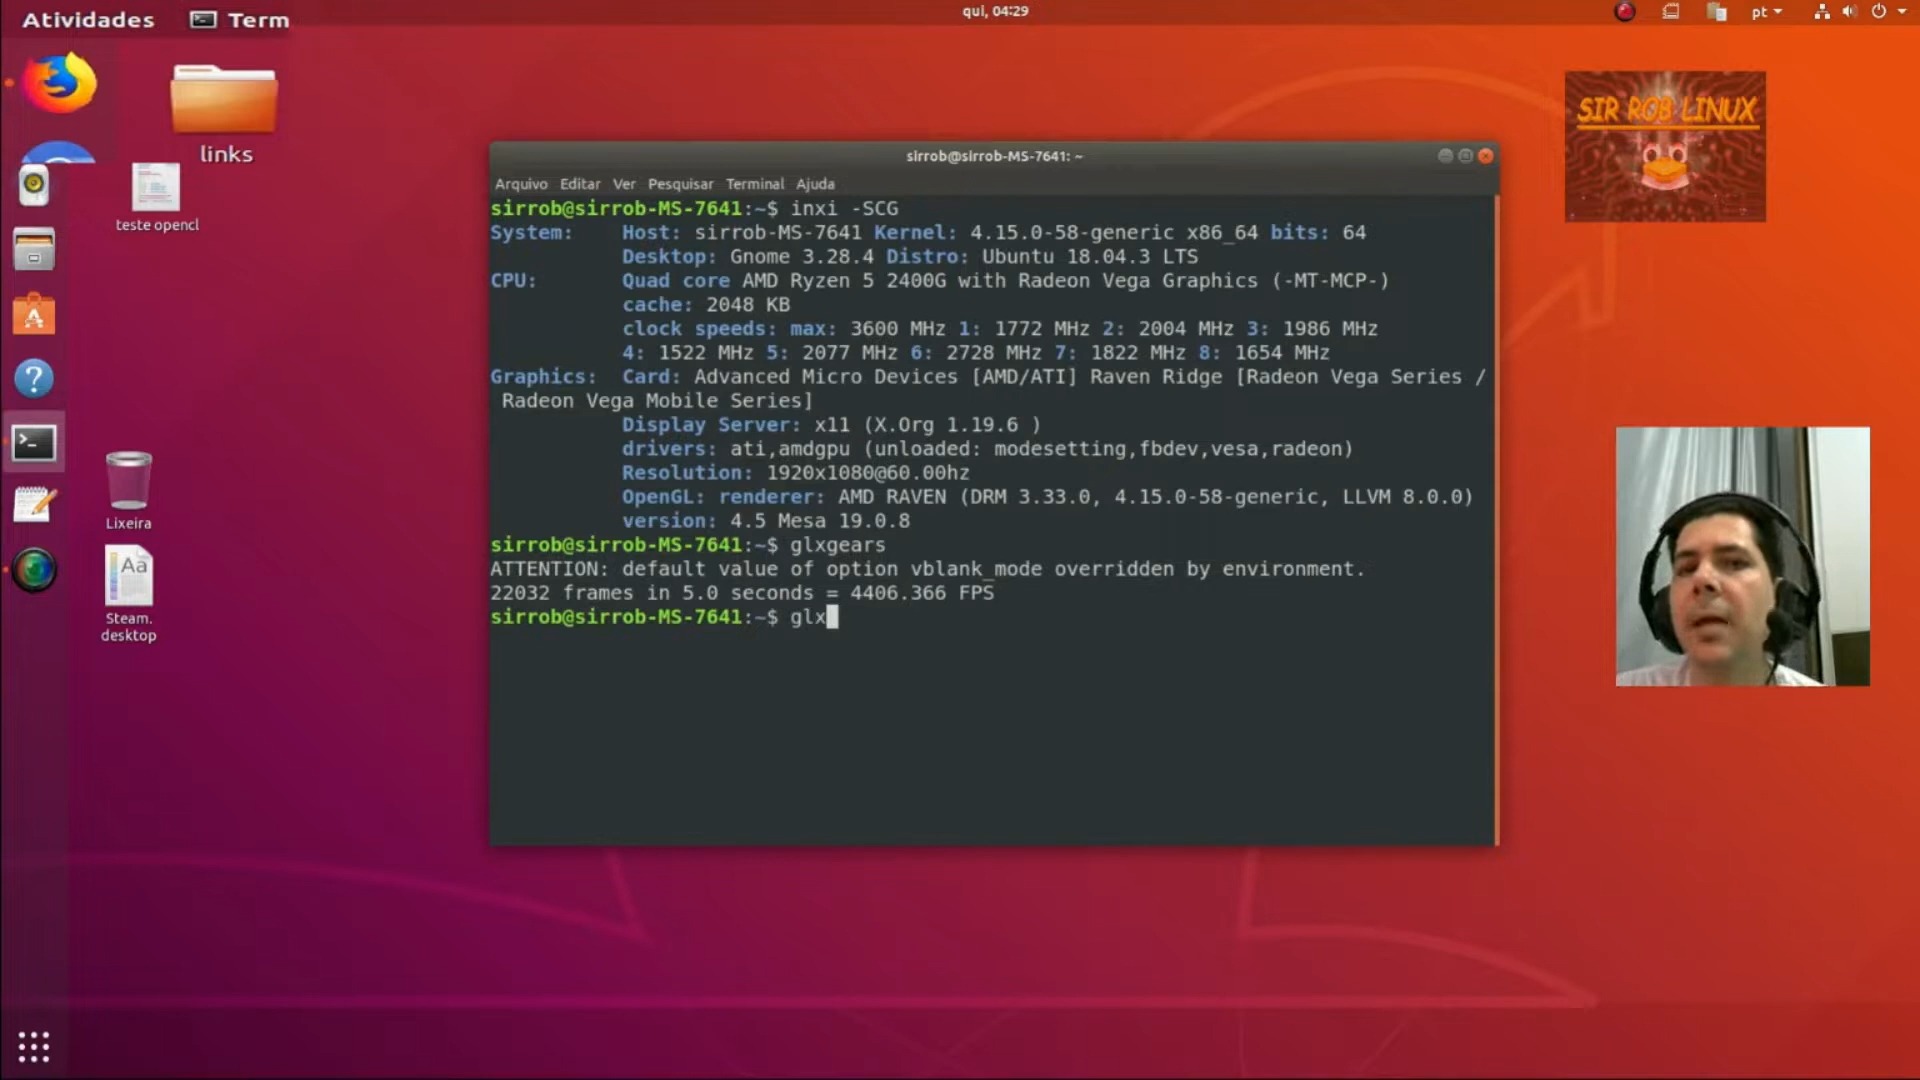 Atividades
Term
qui, 04:29
pt
links
teste opencl
Lixeira
Steam.
desktop
SIR ROB LINUX
sirrob@sirrob-MS-7641: ~
Arquivo Editar Ver Pesquisar Terminal Ajuda
sirrob@sirrob-MS-7641:~$ inxi -SCG
System: Host: sirrob-MS-7641 Kernel: 4.15.0-58-generic x86_64 bits: 64
Desktop: Gnome 3.28.4 Distro: Ubuntu 18.04.3 LTS
CPU: Quad core AMD Ryzen 5 2400G with Radeon Vega Graphics (-MT-MCP-)
cache: 2048 KB
clock speeds: max: 3600 MHz 1: 1772 MHz 2: 2004 MHz 3: 1986 MHz
4: 1522 MHz 5: 2077 MHz 6: 2728 MHz 7: 1822 MHz 8: 1654 MHz
Graphics: Card: Advanced Micro Devices [AMD/ATI] Raven Ridge [Radeon Vega Series /
Radeon Vega Mobile Series]
Display Server: x11 (X.Org 1.19.6 )
drivers: ati,amdgpu (unloaded: modesetting,fbdev,vesa,radeon)
Resolution: 1920x1080@60.00hz
OpenGL: renderer: AMD RAVEN (DRM 3.33.0, 4.15.0-58-generic, LLVM 8.0.0)
version: 4.5 Mesa 19.0.8
sirrob@sirrob-MS-7641:~$ glxgears
ATTENTION: default value of option vblank_mode overridden by environment.
22032 frames in 5.0 seconds = 4406.366 FPS
sirrob@sirrob-MS-7641:~$ glx